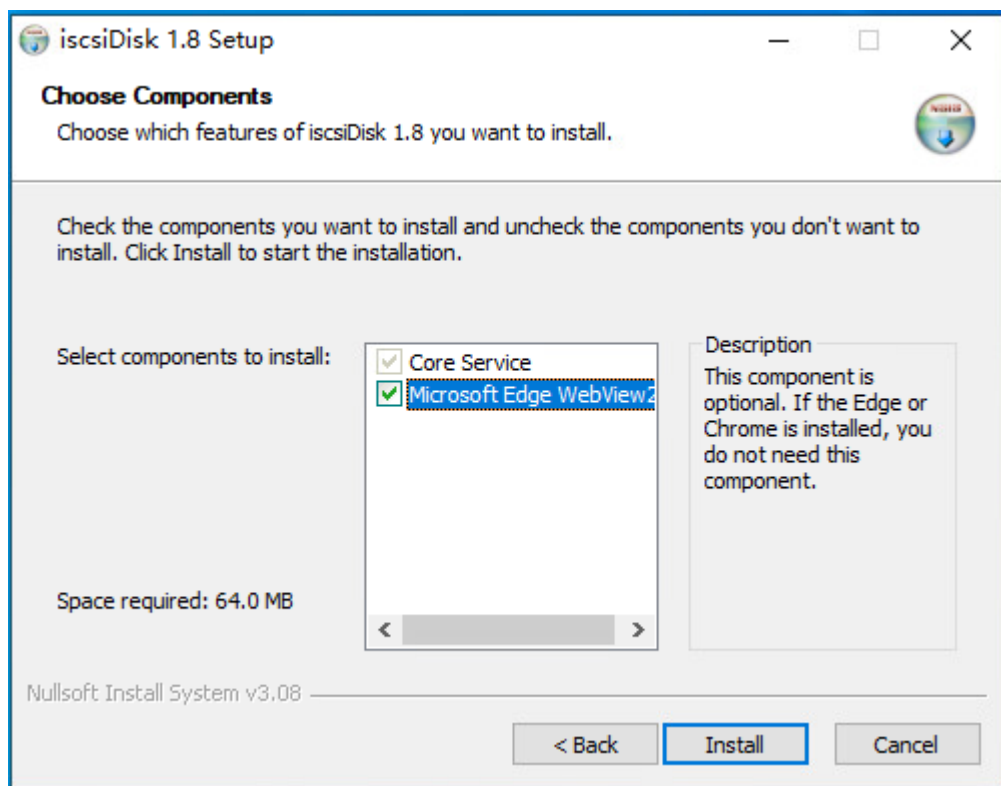 iscsiDisk 1.8 Setup
Choose Components
Choose which features of iscsiDisk 1.8 you want to install.
Check the components you want to install and uncheck the components you don't want to
install. Click Install to start the installation.
Select components to install:
Core Service
Microsoft Edge WebView2
Description
This component is
optional. If the Edge or
Chrome is installed, you
do not need this
component.
Space required: 64.0 MB
Nullsoft Install System v3.08
< Back
Install
Cancel